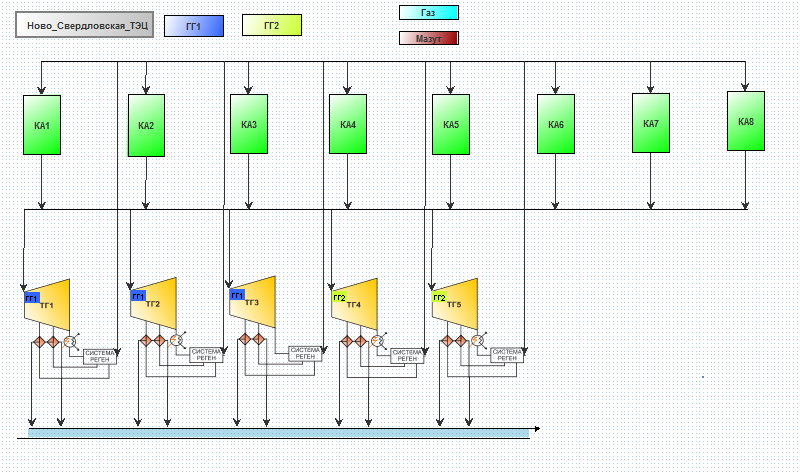 Ново_Свердловская_ТЭЦ
ГГ1
ГГ2
Газ
Мазут
КА1
КА2
КА3
КА4
КА5
КА6
КА7
КА8
ГГ1
ТГ1
ГГ1
ТГ2
ГГ1
ТГ3
ГГ2
ТГ4
ГГ2
ТГ5
СИСТЕМА
РЕГЕН
СИСТЕМА
РЕГЕН
СИСТЕМА
РЕГЕН
СИСТЕМА
РЕГЕН
СИСТЕМА
РЕГЕН